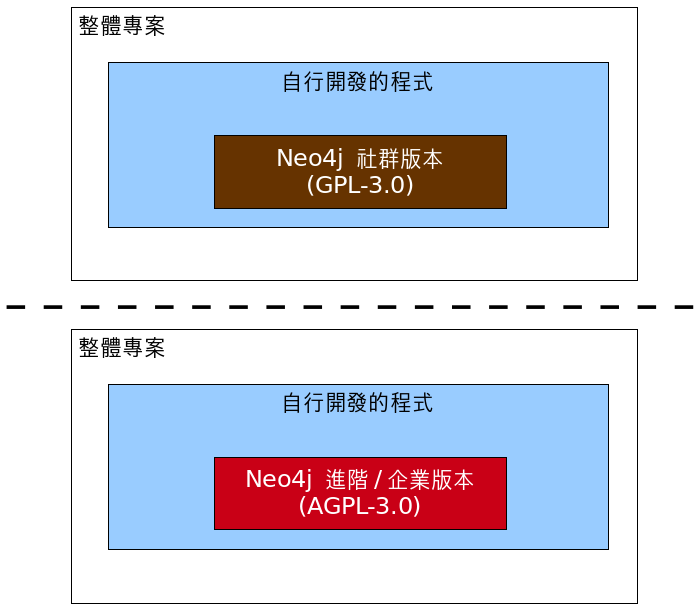 整體專案
自行開發的程式
Neo4j 社群版本
(GPL-3.0)
整體專案
自行開發的程式
Neo4j 進階/企業版本
(AGPL-3.0)